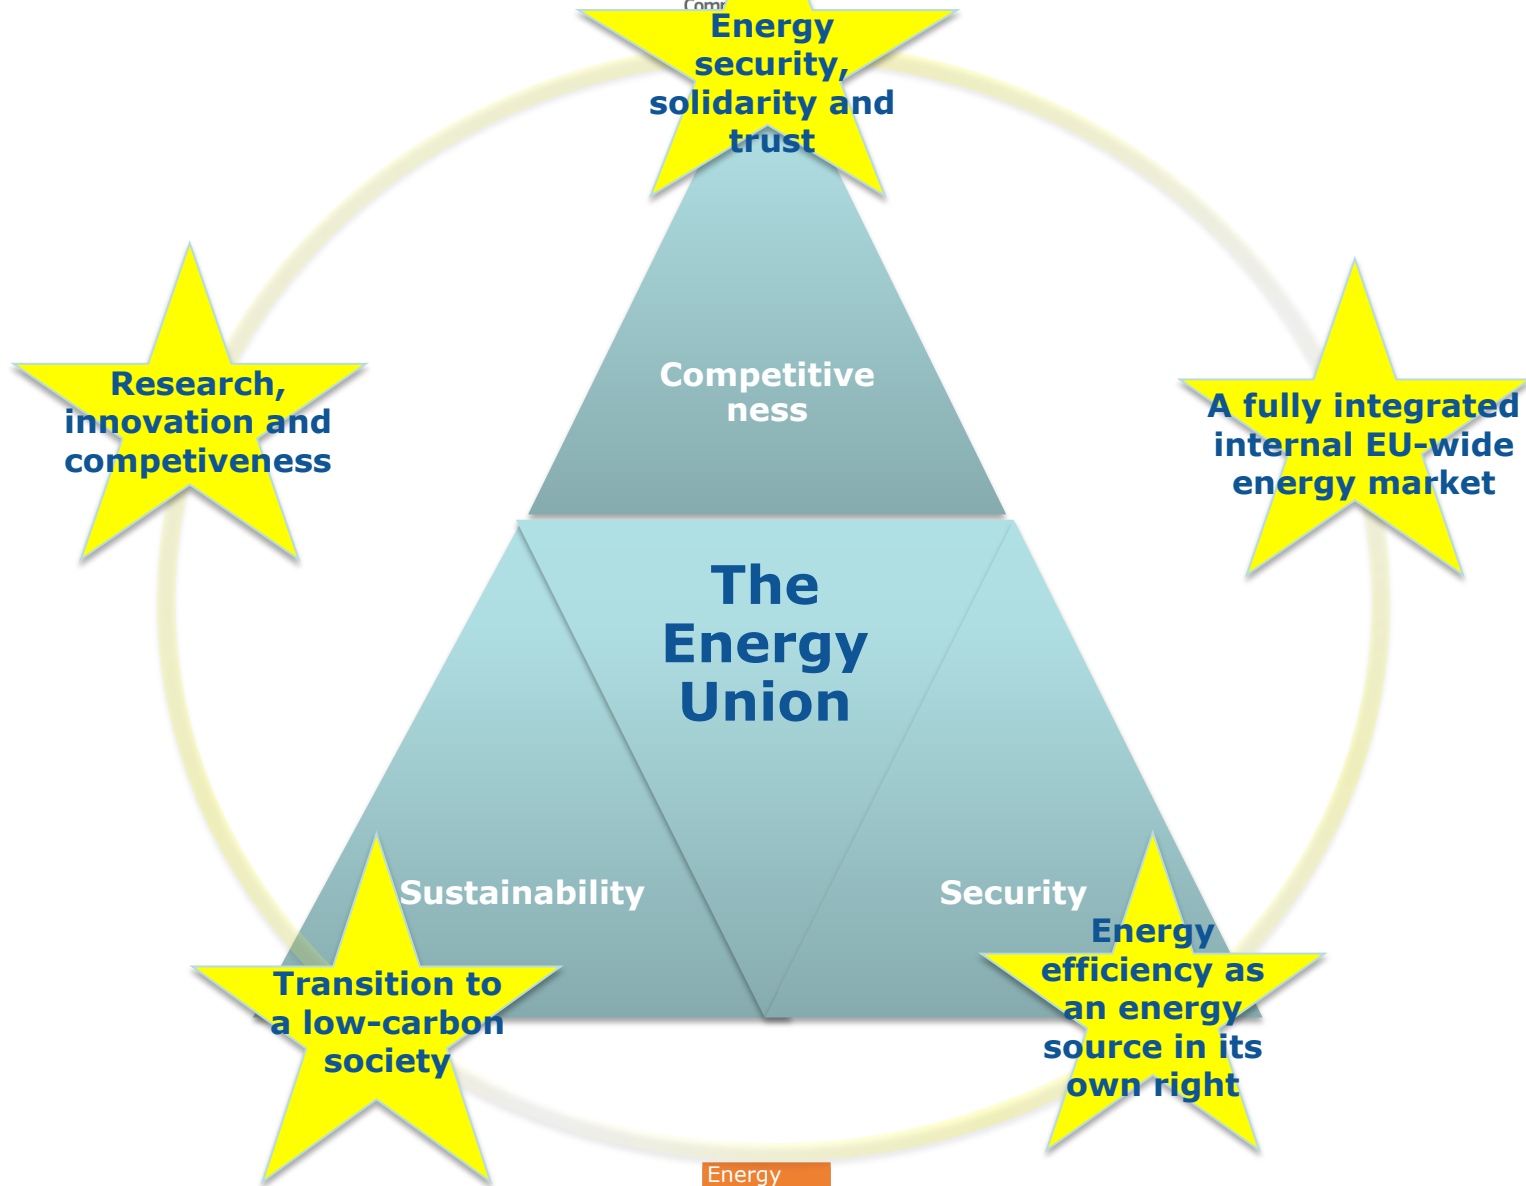 Energy
security,
solidarity and
trust
Research,
innovation and
competiveness
Competitive
ness
A fully integrated
internal EU-wide
energy market
The
Energy
Union
Sustainability
Security
Transition to
a low-carbon
society
Energy
efficiency as
an energy
source in its
own right
Energy